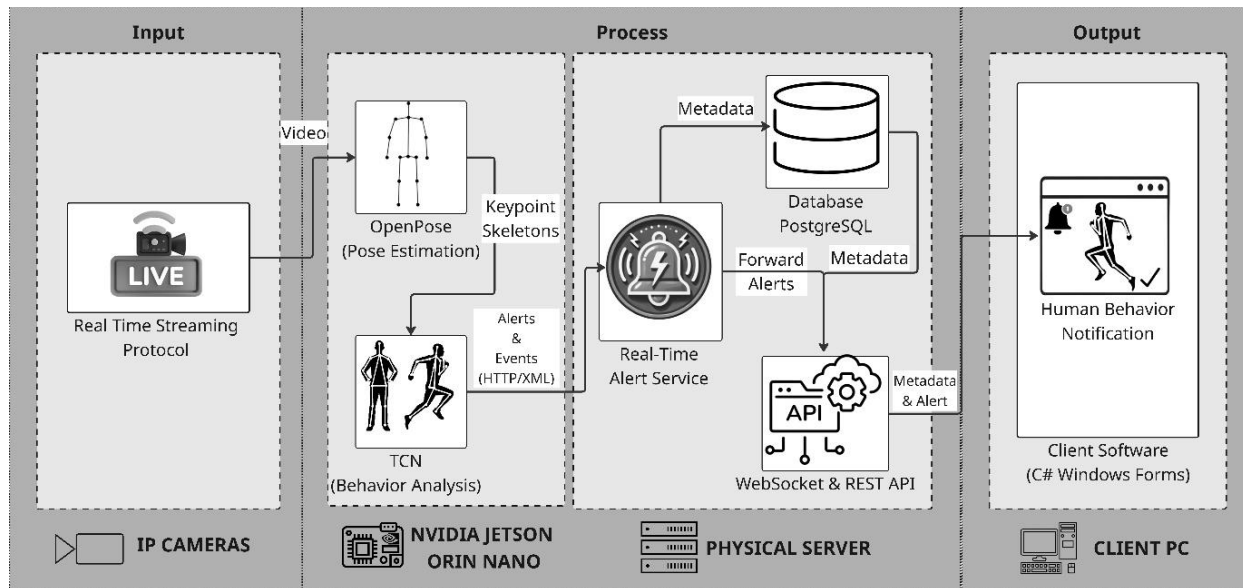 Input
Process
Output
Video
LIVE
Real Time Streaming
Protocol
OpenPose
(Pose Estimation)
Keypoint
Skeletons
TCN
(Behavior Analysis)
Alerts
&
Events
(HTTP/XML)
Real-Time
Alert Service
Metadata
Database
PostgreSQL
Forward
Alerts
Metadata
API
WebSocket & REST API
Metadata
& Alert
Human Behavior
Notification
Client Software
(C# Windows Forms)
IP CAMERAS
NVIDIA JETSON
ORIN NANO
PHYSICAL SERVER
CLIENT PC